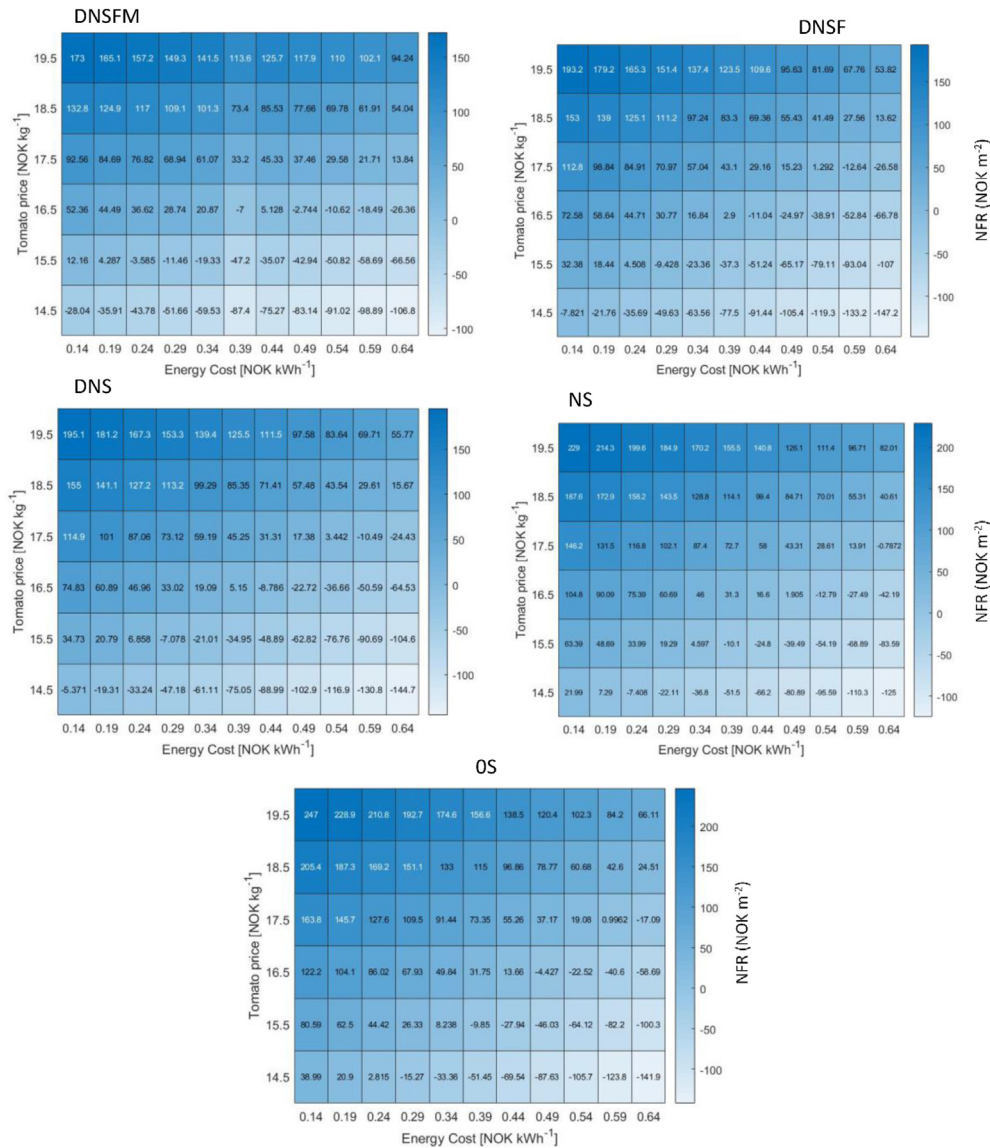 DNSFM
19.5 173 165.1 157.2 149.3 141.5 113.6 125.7 117.9 110 102.1 94.24
18.5 132.8 124.9 117 109.1 101.3 73.4 85.53 77.66 69.78 61.91 54.04
17.5 92.56 84.69 76.82 68.94 61.07 33.2 45.33 37.46 29.58 21.71 13.84
16.5 52.36 44.49 36.62 28.74 20.87 -7 5.128 -2.744 -10.62 -18.49 -26.36
15.5 12.16 4.287 -3.585 -11.46 -19.33 -47.2 -35.07 -42.94 -50.82 -58.69 -66.56
14.5 -28.04 -35.91 -43.78 -51.66 -59.53 -87.4 -75.27 -83.14 -91.02 -98.89 -106.8
0.14 0.19 0.24 0.29 0.34 0.39 0.44 0.49 0.54 0.59 0.64
Energy Cost [NOK kWh⁻¹]
Tomato price [NOK kg⁻¹]
150
100
50
0
-50
-100
DNSF
19.5 193.2 179.2 165.3 151.4 137.4 123.5 109.6 95.63 81.69 67.76 53.82
18.5 153 139 125.1 111.2 97.24 83.3 69.36 55.43 41.49 27.56 13.62
17.5 112.8 98.84 84.91 70.97 57.04 43.1 29.16 15.23 1.292 -12.64 -26.58
16.5 72.58 58.64 44.71 30.77 16.84 2.9 -11.04 -24.97 -38.91 -52.84 -66.78
15.5 32.38 18.44 4.508 -9.428 -23.36 -37.3 -51.24 -65.17 -79.11 -93.04 -107
14.5 -7.821 -21.76 -35.69 -49.63 -63.56 -77.5 -91.44 -105.4 -119.3 -133.2 -147.2
0.14 0.19 0.24 0.29 0.34 0.39 0.44 0.49 0.54 0.59 0.64
Energy Cost [NOK kWh⁻¹]
Tomato price [NOK kg⁻¹]
150
100
50
0
-50
-100
NFR (NOK m⁻²)
DNS
19.5 195.1 181.2 167.3 153.3 139.4 125.5 111.5 97.58 83.64 69.71 55.77
18.5 155 141.1 127.2 113.2 99.29 85.35 71.41 57.48 43.54 29.61 15.67
17.5 114.9 101 87.06 73.12 59.19 45.25 31.31 17.38 3.442 -10.49 -24.43
16.5 74.83 60.89 46.96 33.02 19.09 5.15 -8.786 -22.72 -36.66 -50.59 -64.53
15.5 34.73 20.79 6.858 -7.078 -21.01 -34.95 -48.89 -62.82 -76.76 -90.69 -104.6
14.5 -5.371 -19.31 -33.24 -47.18 -61.11 -75.05 -88.99 -102.9 -116.9 -130.8 -144.7
0.14 0.19 0.24 0.29 0.34 0.39 0.44 0.49 0.54 0.59 0.64
Energy Cost [NOK kWh⁻¹]
Tomato price [NOK kg⁻¹]
150
100
50
0
-50
-100
NS
19.5 229 214.3 199.6 184.9 170.2 155.5 140.8 126.1 111.4 96.71 82.01
18.5 187.6 172.9 158.2 143.5 128.8 114.1 99.4 84.71 70.01 55.31 40.61
17.5 146.2 131.5 116.8 102.1 87.4 72.7 58 43.31 28.61 13.91 -0.7872
16.5 104.8 90.09 75.39 60.69 46 31.3 16.6 1.905 -12.79 -27.49 -42.19
15.5 63.39 48.69 33.99 19.29 4.597 -10.1 -24.8 -39.49 -54.19 -68.89 -83.59
14.5 21.99 7.29 -7.408 -22.11 -36.8 -51.5 -66.2 -80.89 -95.59 -110.3 -125
0.14 0.19 0.24 0.29 0.34 0.39 0.44 0.49 0.54 0.59 0.64
Energy Cost [NOK kWh⁻¹]
Tomato price [NOK kg⁻¹]
200
150
100
50
0
-50
-100
NFR (NOK m⁻²)
0S
19.5 247 228.9 210.8 192.7 174.6 156.6 138.5 120.4 102.3 84.2 66.11
18.5 205.4 187.3 169.2 151.1 133 115 96.86 78.77 60.68 42.6 24.51
17.5 163.8 145.7 127.6 109.5 91.44 73.35 55.26 37.17 19.08 0.9962 -17.09
16.5 122.2 104.1 86.02 67.93 49.84 31.75 13.66 -4.427 -22.52 -40.6 -58.69
15.5 80.59 62.5 44.42 26.33 8.238 -9.85 -27.94 -46.03 -64.12 -82.2 -100.3
14.5 38.99 20.9 2.815 -15.27 -33.36 -51.45 -69.54 -87.63 -105.7 -123.8 -141.9
0.14 0.19 0.24 0.29 0.34 0.39 0.44 0.49 0.54 0.59 0.64
Energy Cost [NOK kWh⁻¹]
Tomato price [NOK kg⁻¹]
200
150
100
50
0
-50
-100
NFR (NOK m⁻²)